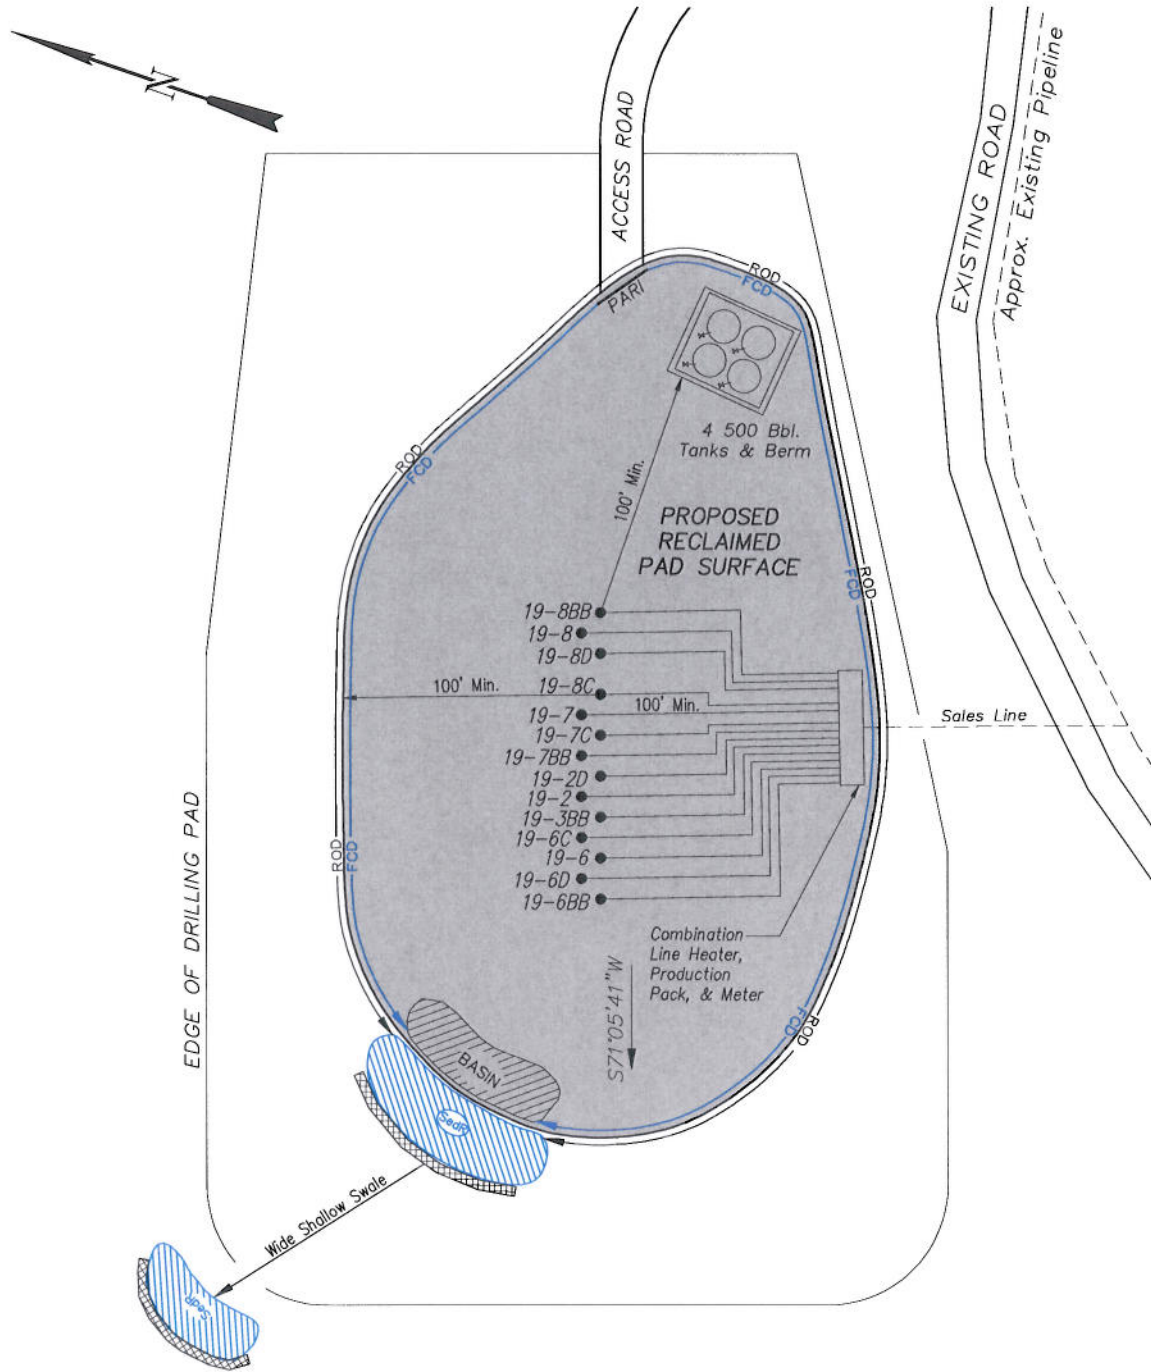 N
ACCESS ROAD
EXISTING ROAD
Approx. Existing Pipeline
ROD
FCD
PARI
4 500 Bbl.
Tanks & Berm
ROD
FCD
100' Min.
PROPOSED
RECLAIMED
PAD SURFACE
ROD
FCD
19-8BB
19-8
19-8D
100' Min.
19-8C
19-7
100' Min.
Sales Line
19-7C
19-7BB
19-2D
19-2
19-3BB
19-6C
19-6
19-6D
19-6BB
ROD
FCD
EDGE OF DRILLING PAD
Combination
Line Heater,
Production
Pack, & Meter
S71°05'41"W
ROD
FCD
BASIN
SedR
Wide Shallow Swale
SedR